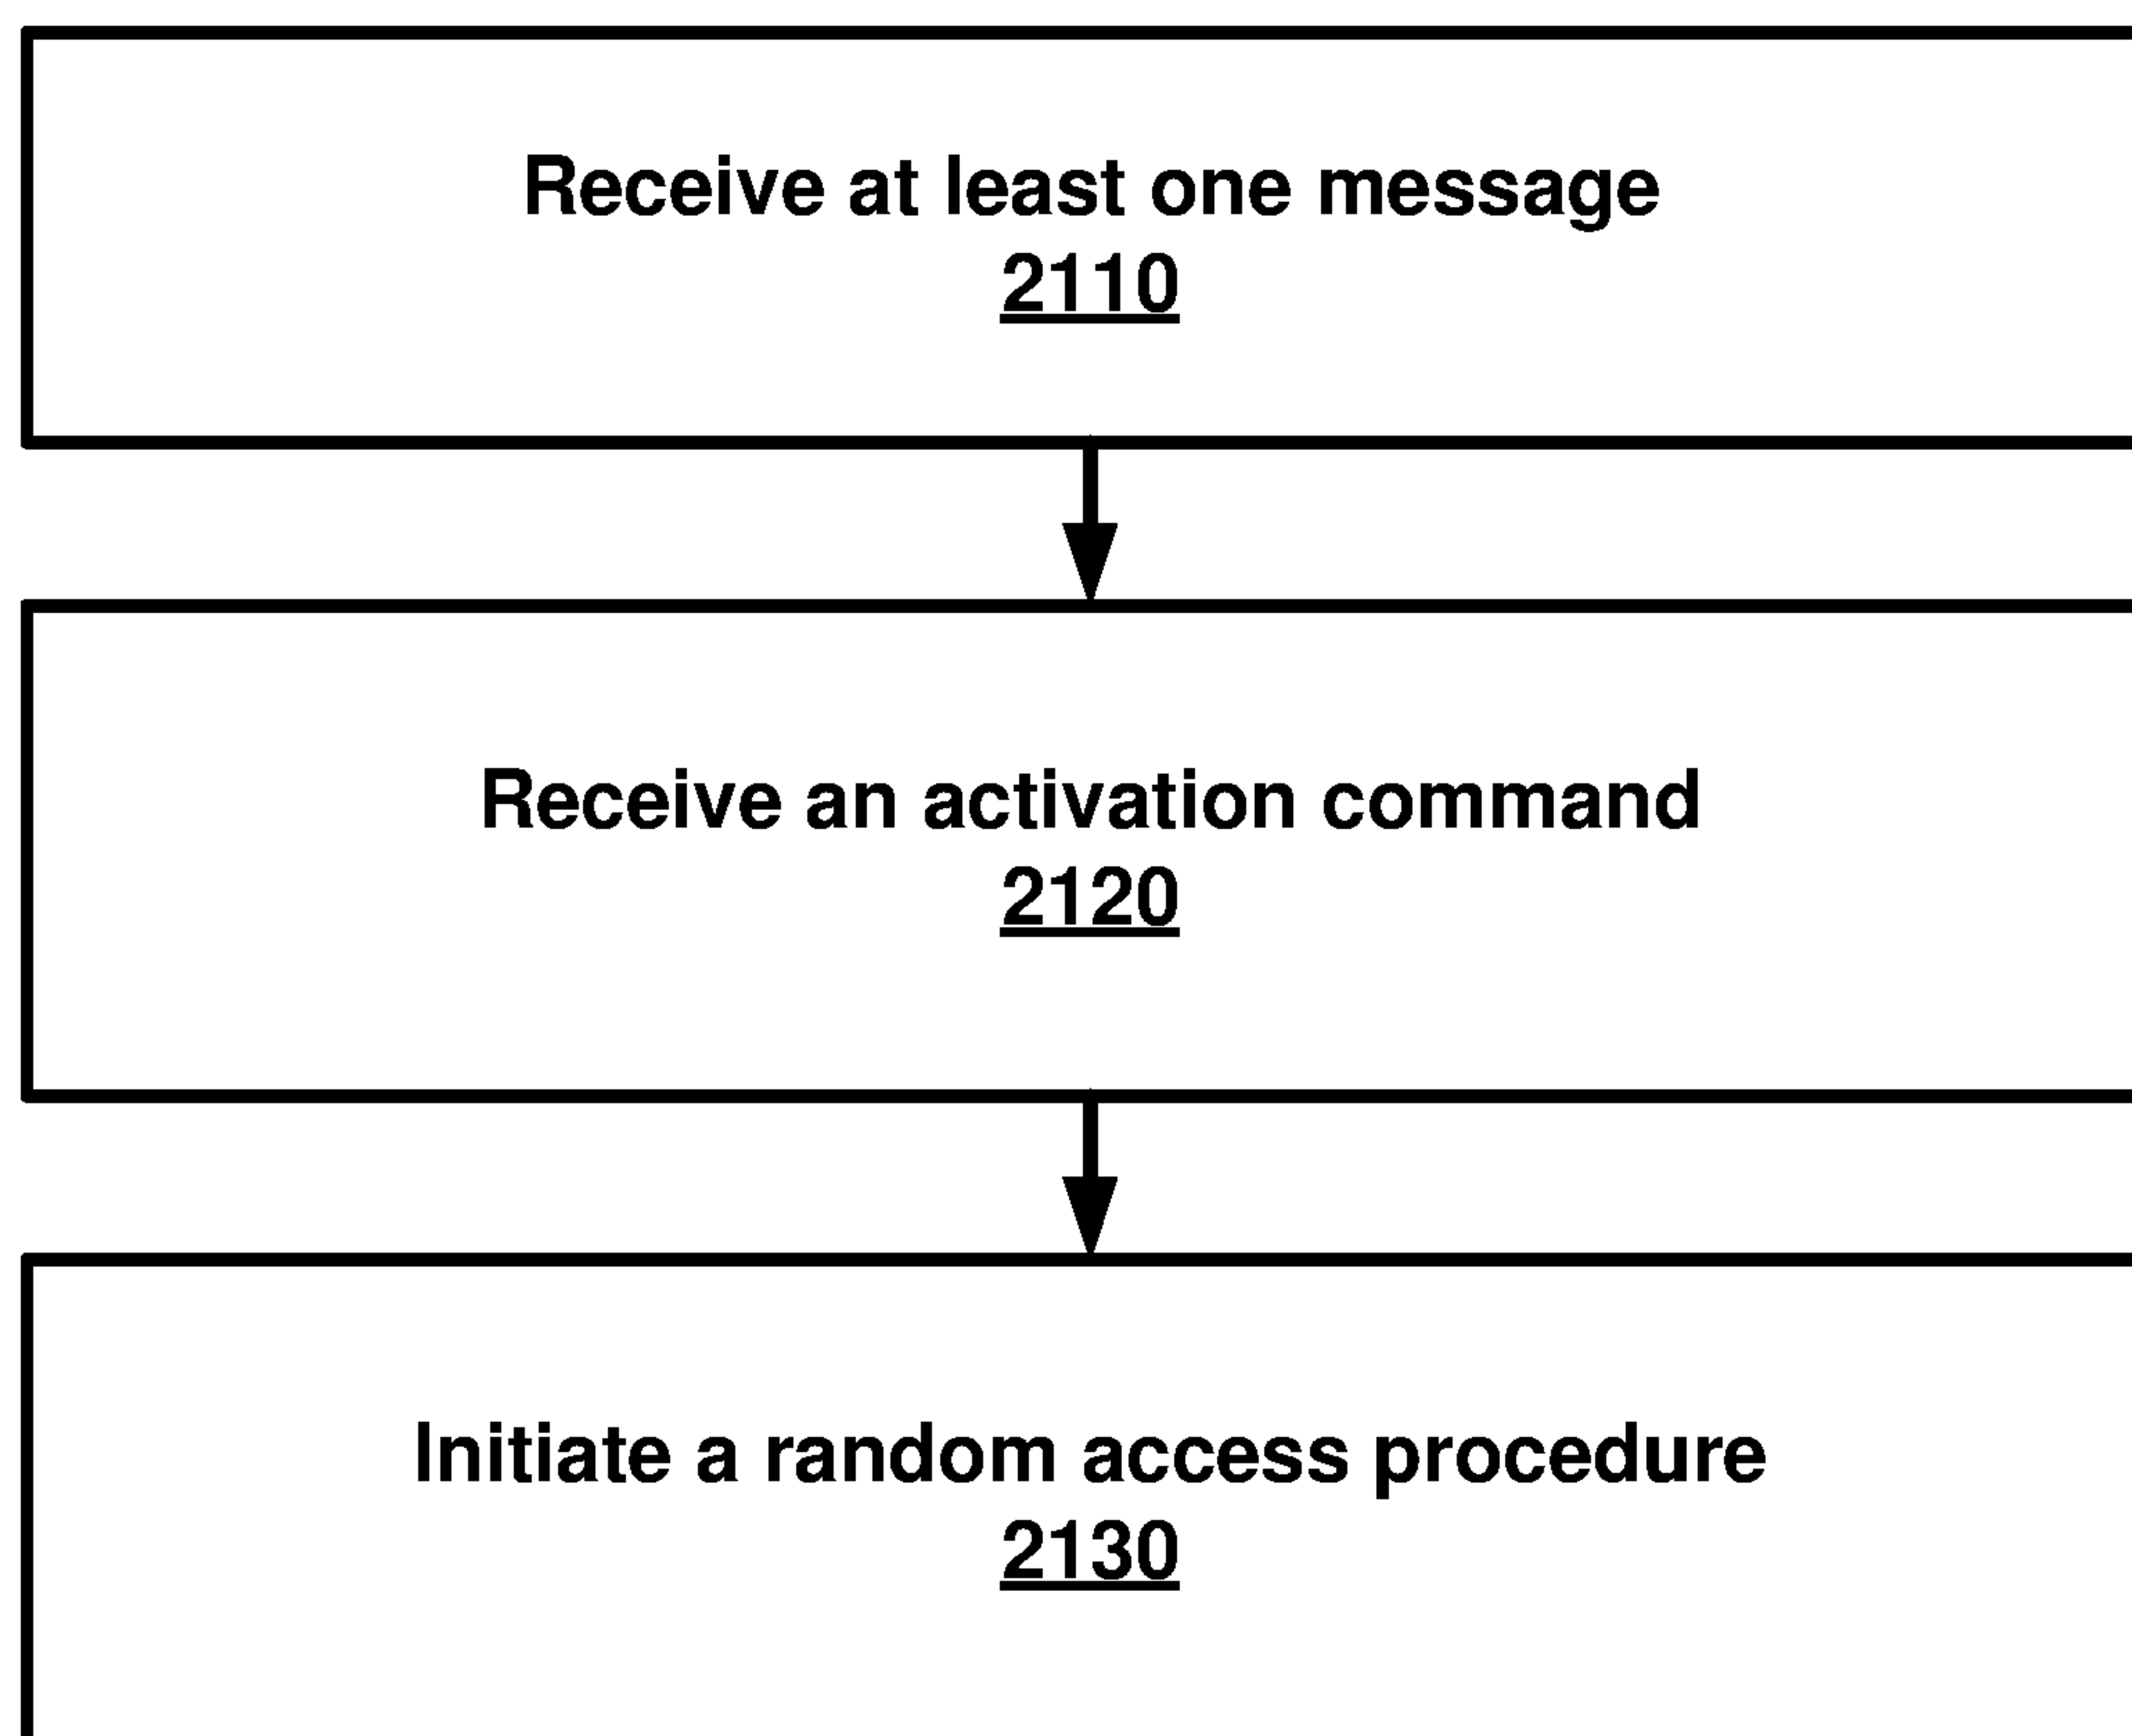 Receive at least one message
2110
Receive an activation command
2120
Initiate a random access procedure
2130